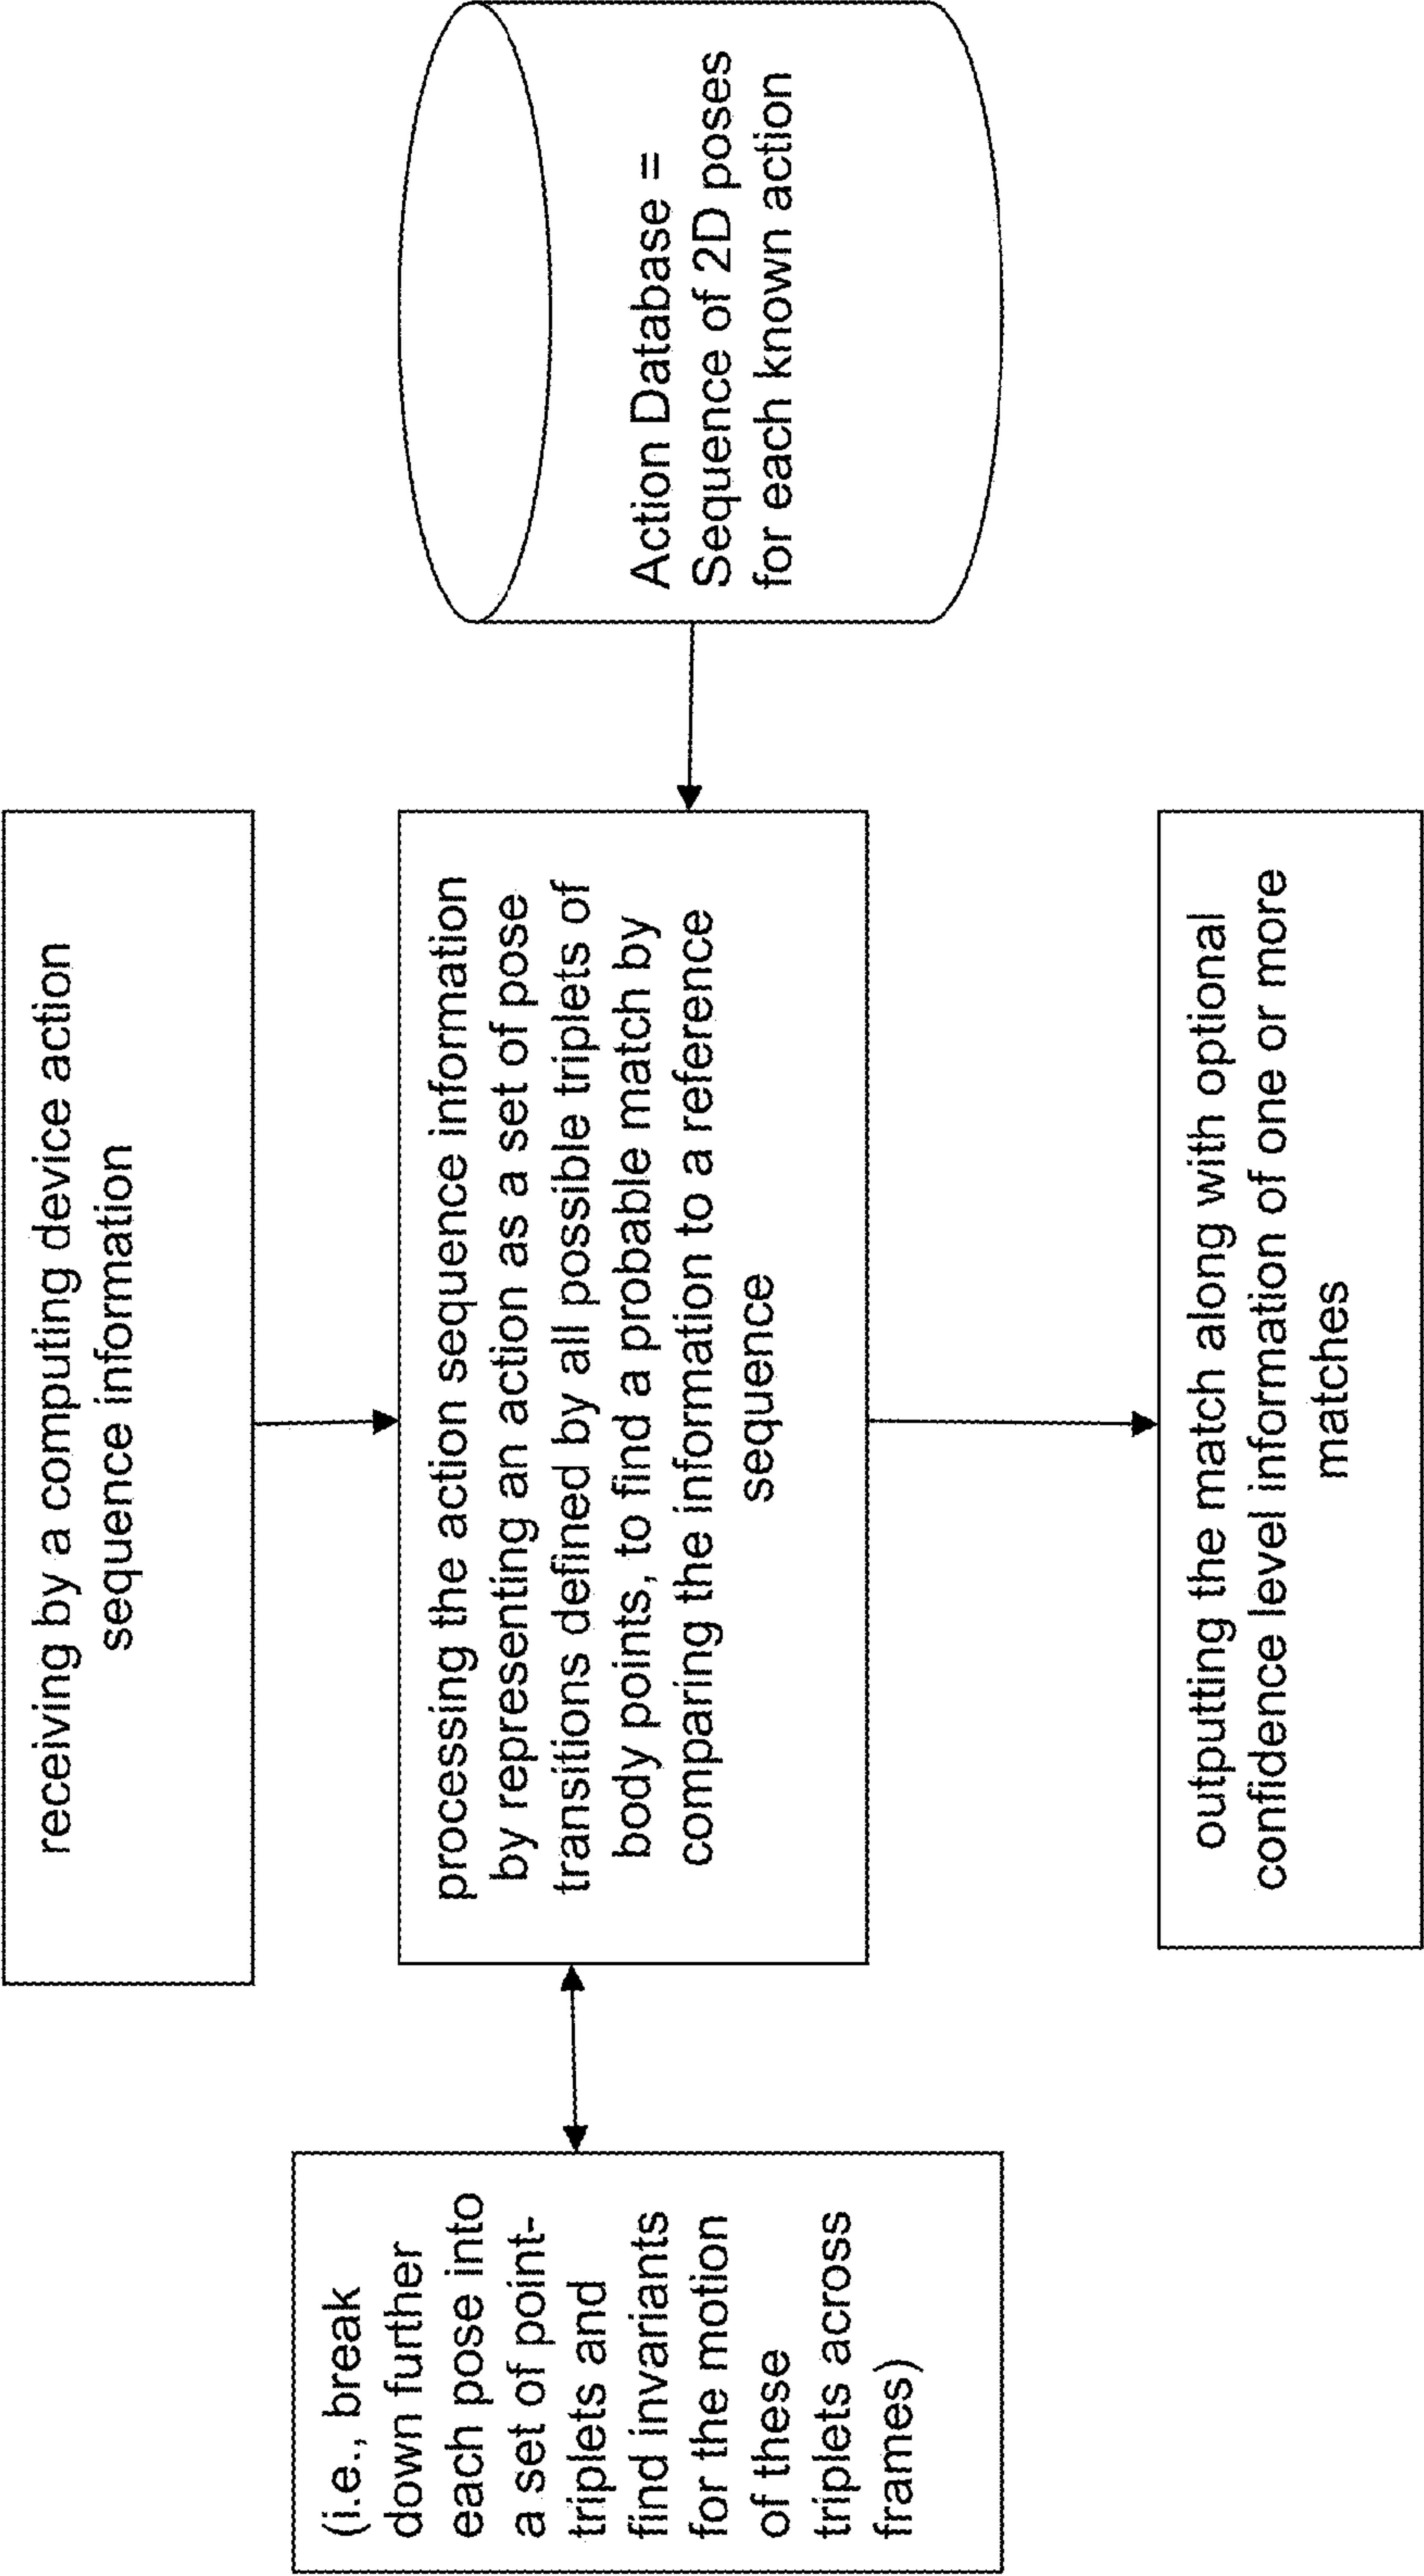 receiving by a computing device action
sequence information
(i.e., break
down further
each pose into
a set of point-
triplets and
find invariants
for the motion
of these
triplets across
frames)
processing the action sequence information
by representing an action as a set of pose
transitions defined by all possible triplets of
body points, to find a probable match by
comparing the information to a reference
sequence
Action Database =
Sequence of 2D poses
for each known action
outputting the match along with optional
confidence level information of one or more
matches